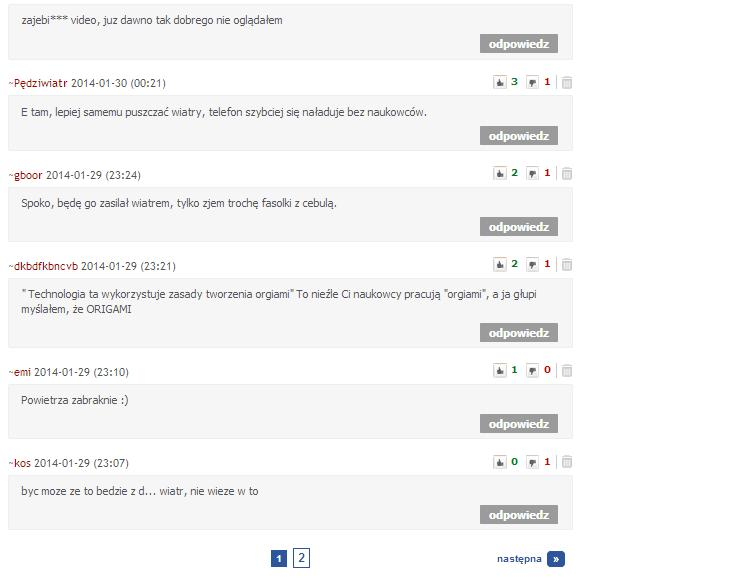 zajebi*** video, juz dawno tak dobrego nie oglądałem
odpowiedz
~Pędziwiatr 2014-01-30 (00:21) 3 1
E tam, lepiej samemu puszczać wiatry, telefon szybciej się naładuje bez naukowców.
odpowiedz
~gboor 2014-01-29 (23:24) 2 1
Spoko, będę go zasilał wiatrem, tylko zjem trochę fasolki z cebulą.
odpowiedz
~dkbdfkbncvb 2014-01-29 (23:21) 2 1
" Technologia ta wykorzystuje zasady tworzenia orgiami" To nieźle Ci naukowcy pracują "orgiami", a ja głupi
myślałem, że ORIGAMI
odpowiedz
~emi 2014-01-29 (23:10) 1 0
Powietrza zabraknie :)
odpowiedz
~kos 2014-01-29 (23:07) 0 1
byc moze ze to bedzie z d... wiatr, nie wieze w to
odpowiedz
1 2 następna »